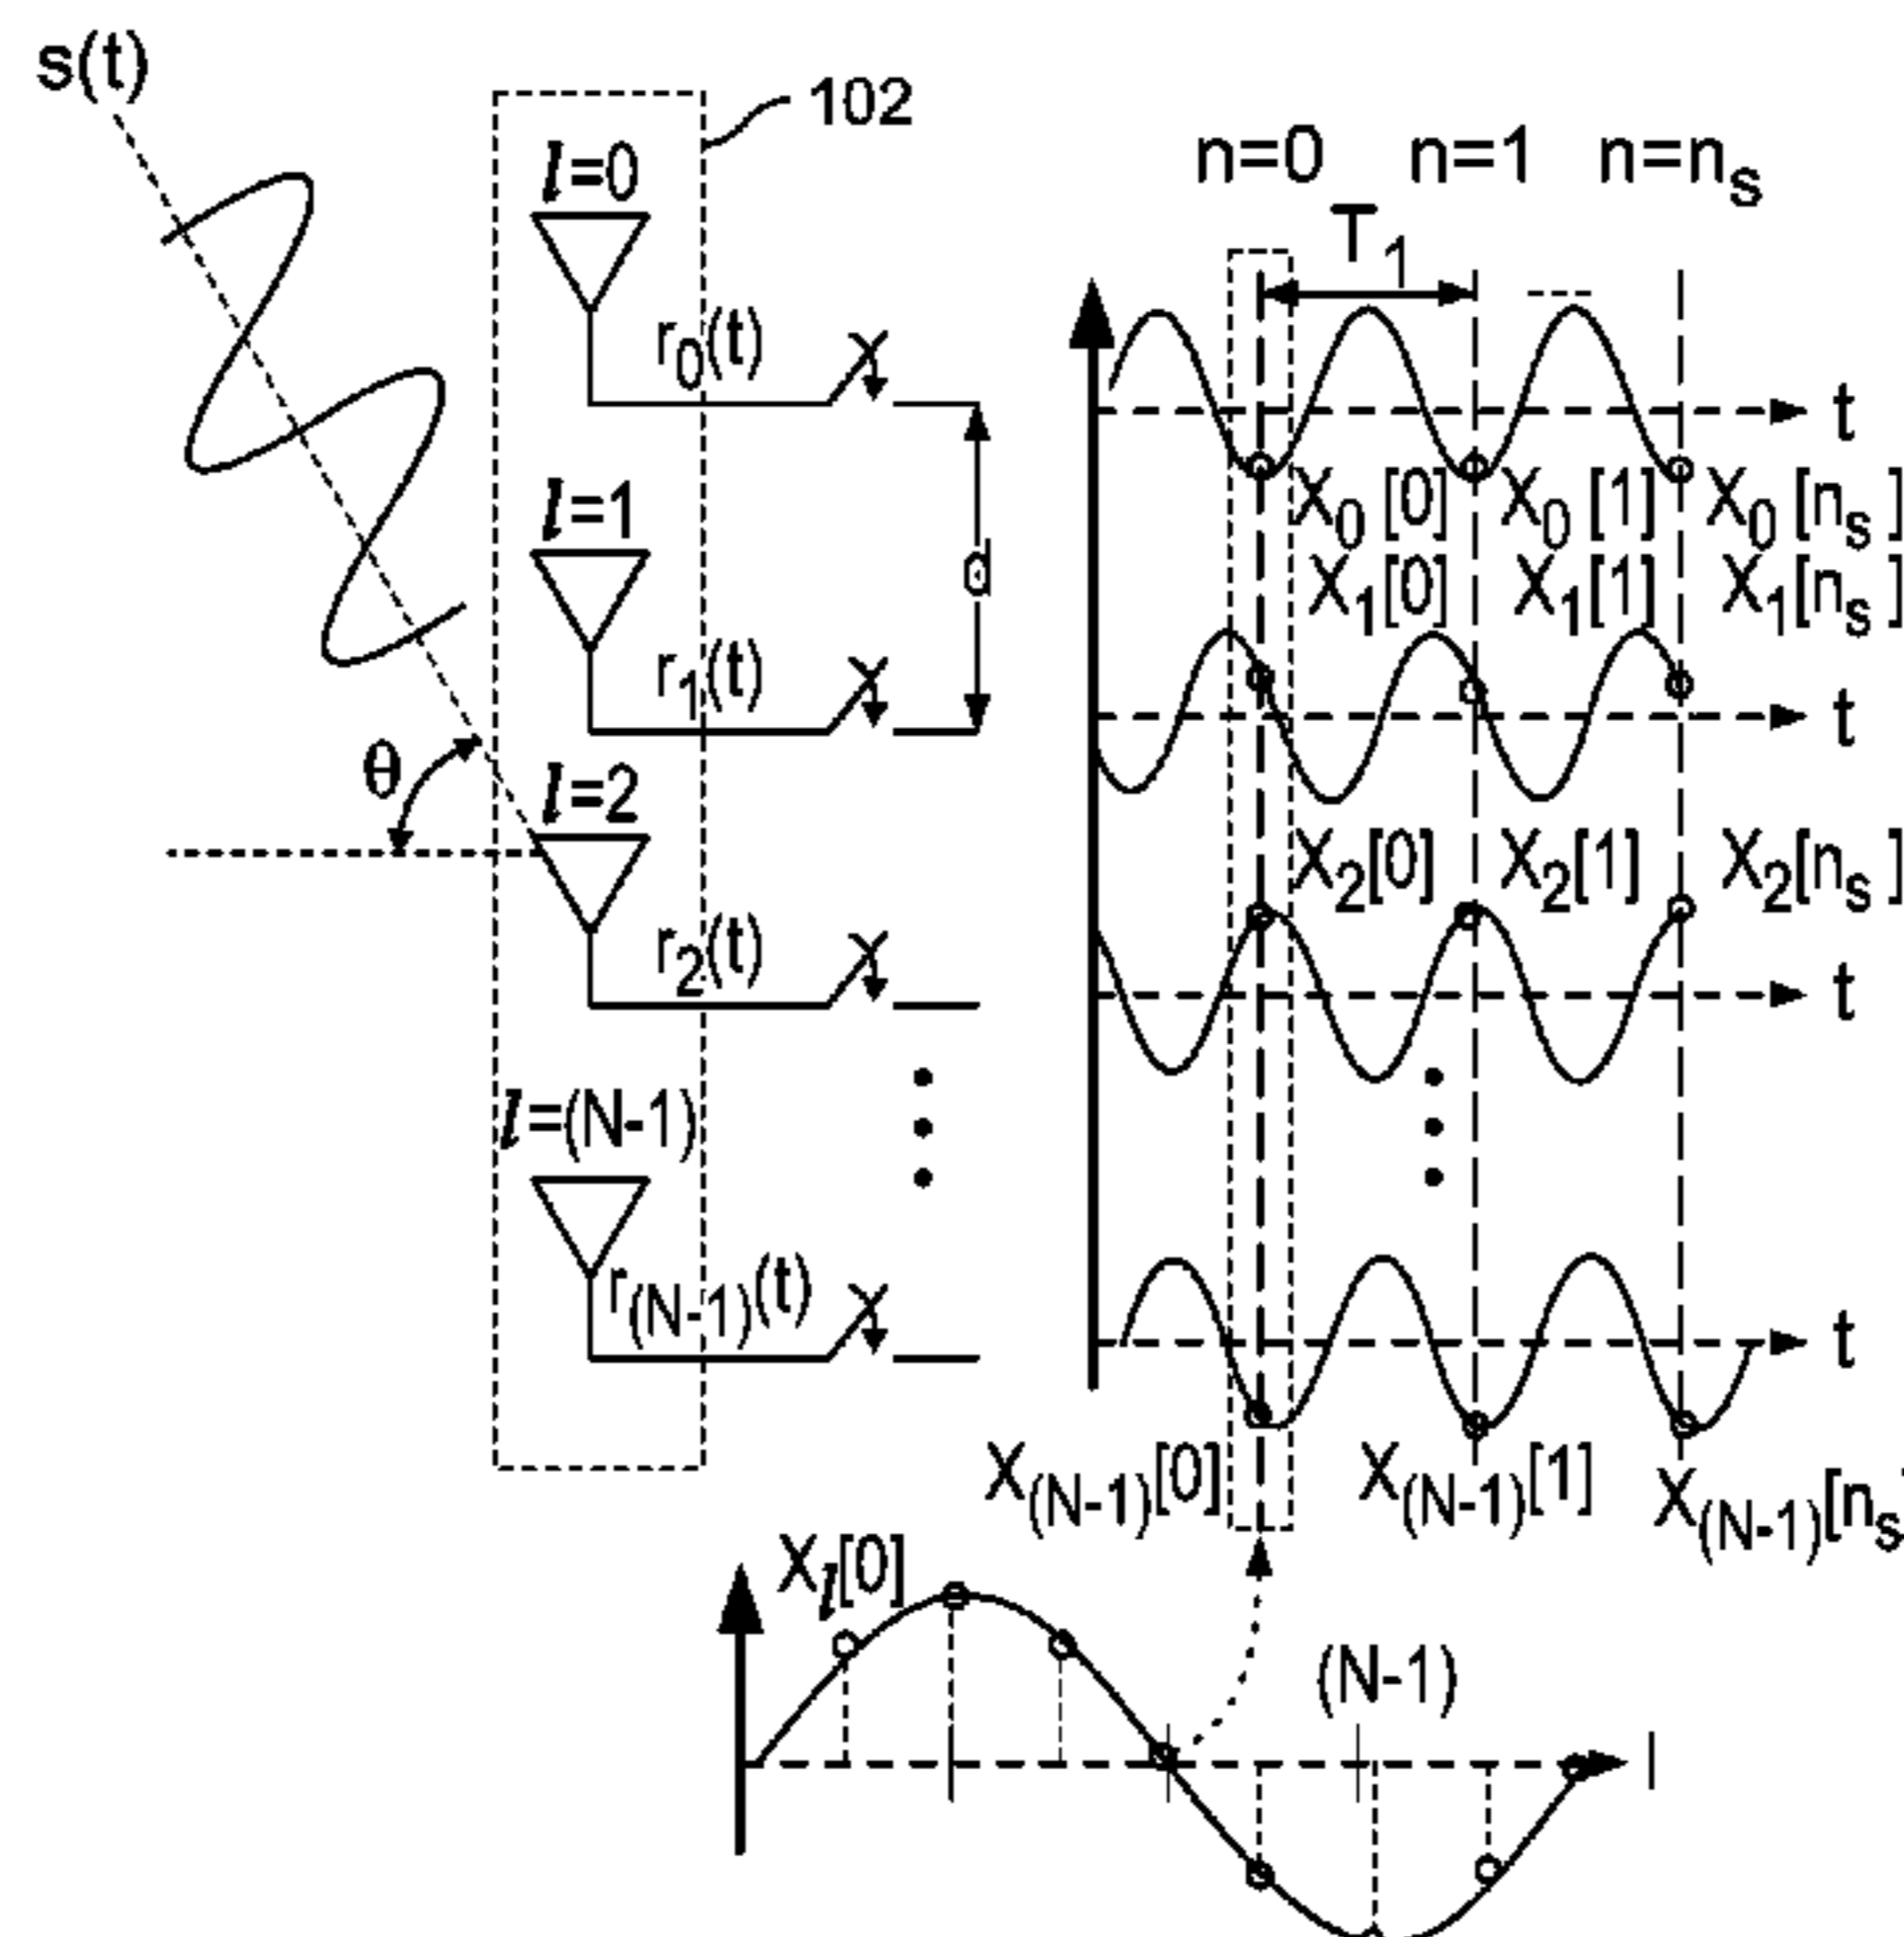 s(t)
102
l=0
r0(t)
l=1
r1(t)
d
θ
l=2
r2(t)
l=(N-1)
r(N-1)(t)
n=0 n=1 n=ns
T1
t
X0[0] X0[1] X0[ns]
X1[0] X1[1] X1[ns]
t
X2[0] X2[1] X2[ns]
t
t
X(N-1)[0] X(N-1)[1] X(N-1)[ns
Xl[0]
(N-1)
l